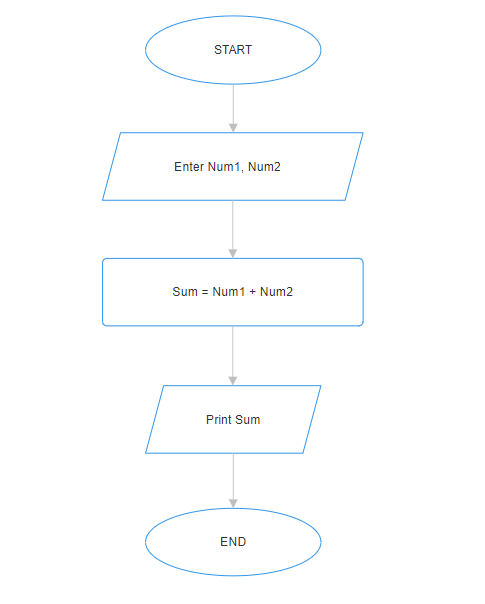 START
Enter Num1, Num2
Sum = Num1 + Num2
Print Sum
END